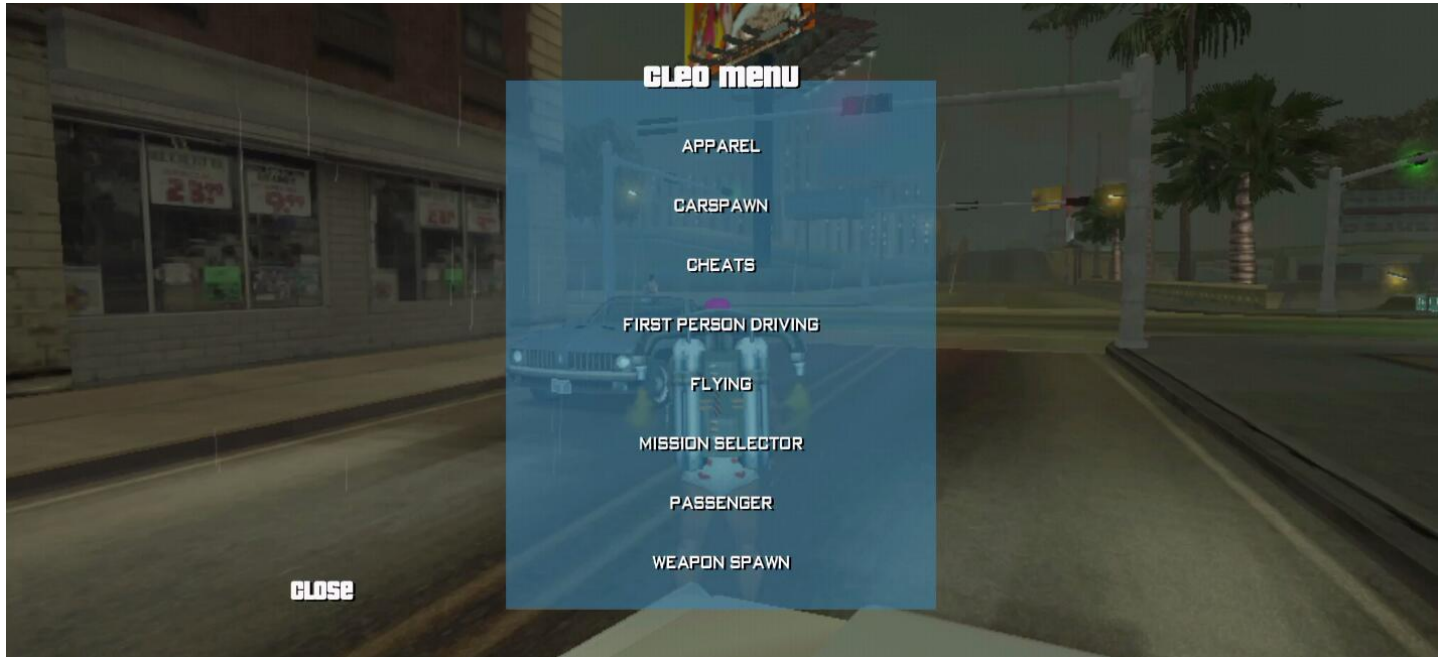 CLEO MENU
APPAREL
CARSPAWN
CHEATS
FIRST PERSON DRIVING
FLYING
MISSION SELECTOR
PASSENGER
WEAPON SPAWN
CLOSE